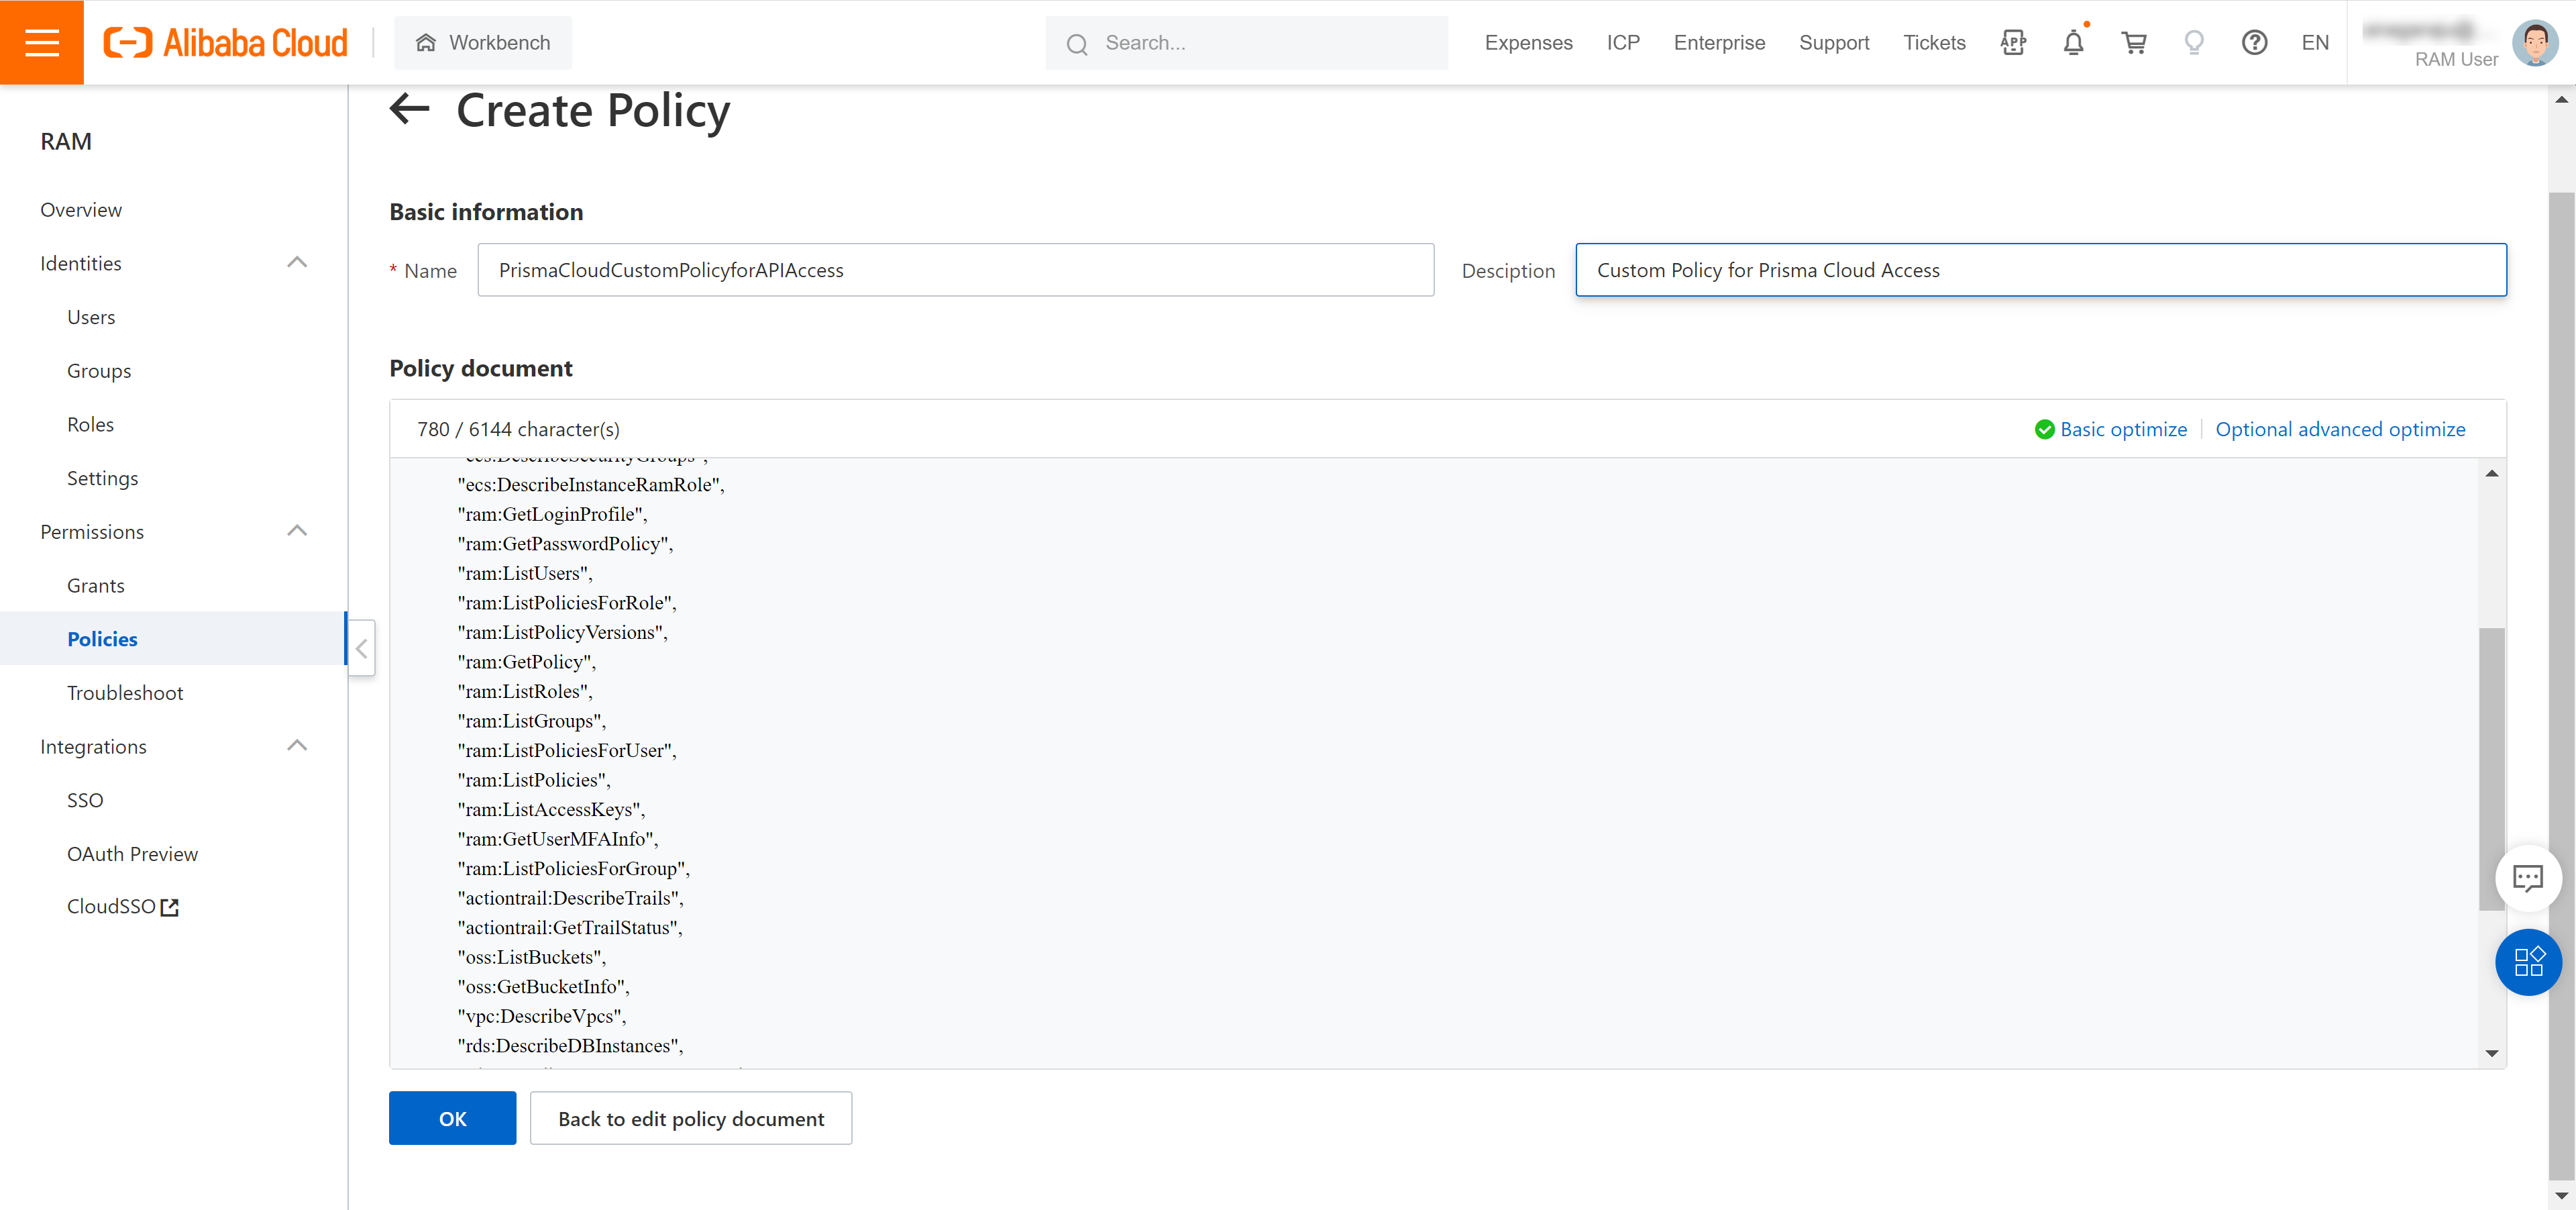 Alibaba Cloud
Workbench
Search...
Expenses
ICP
Enterprise
Support
Tickets
APP
EN
RAM User
RAM
Overview
Identities
Users
Groups
Roles
Settings
Permissions
Grants
Policies
Troubleshoot
Integrations
SSO
OAuth Preview
CloudSSO
Create Policy
Basic information
* Name
PrismaCloudCustomPolicyforAPIAccess
Desciption
Custom Policy for Prisma Cloud Access
Policy document
780 / 6144 character(s)
Basic optimize
Optional advanced optimize
"ecs:DescribeSecurityGroups",
"ecs:DescribeInstanceRamRole",
"ram:GetLoginProfile",
"ram:GetPasswordPolicy",
"ram:ListUsers",
"ram:ListPoliciesForRole",
"ram:ListPolicyVersions",
"ram:GetPolicy",
"ram:ListRoles",
"ram:ListGroups",
"ram:ListPoliciesForUser",
"ram:ListPolicies",
"ram:ListAccessKeys",
"ram:GetUserMFAInfo",
"ram:ListPoliciesForGroup",
"actiontrail:DescribeTrails",
"actiontrail:GetTrailStatus",
"oss:ListBuckets",
"oss:GetBucketInfo",
"vpc:DescribeVpcs",
"rds:DescribeDBInstances",
OK
Back to edit policy document